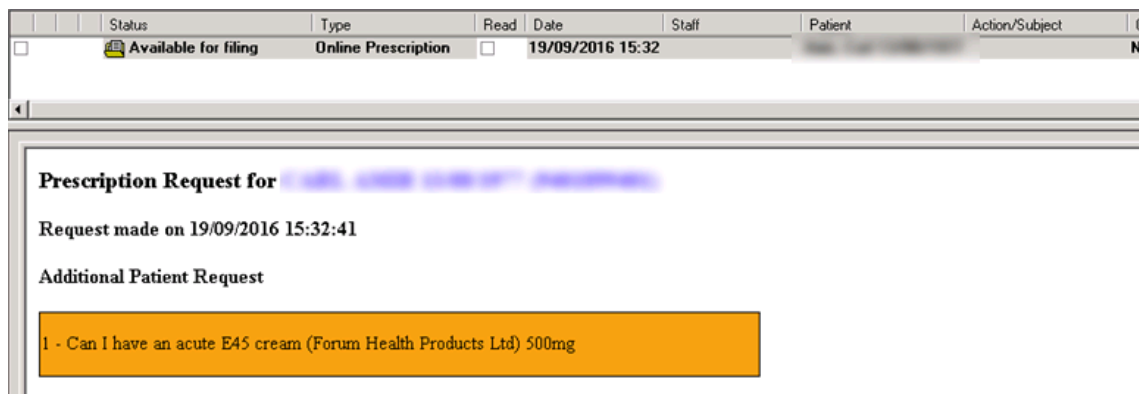 Status Type Read Date Staff Patient Action/Subject
Available for filing Online Prescription 19/09/2016 15:32
Prescription Request for
Request made on 19/09/2016 15:32:41
Additional Patient Request
1 - Can I have an acute E45 cream (Forum Health Products Ltd) 500mg